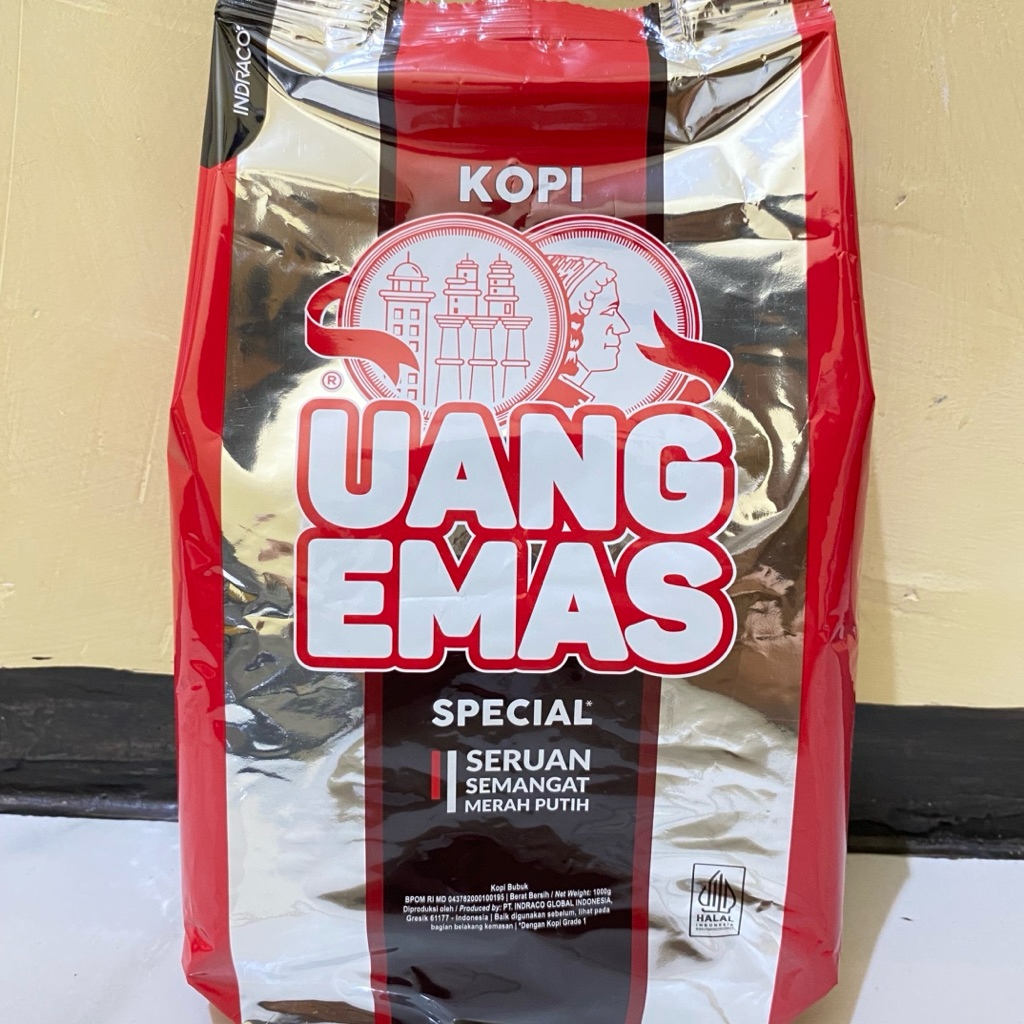 INDRACO®
KOPI
®
UANG
EMAS
SPECIAL*
SERUAN
SEMANGAT
MERAH PUTIH
Kopi Bubuk
BPOM RI MD 043782000100195 | Berat Bersih / Net Weight: 1000g
Diproduksi oleh / Produced by: PT. INDRACO GLOBAL INDONESIA,
Gresik 61177 - Indonesia | Baik digunakan sebelum, lihat pada
bagian belakang kemasan | *Dengan Kopi Grade 1
HALAL
INDONESIA